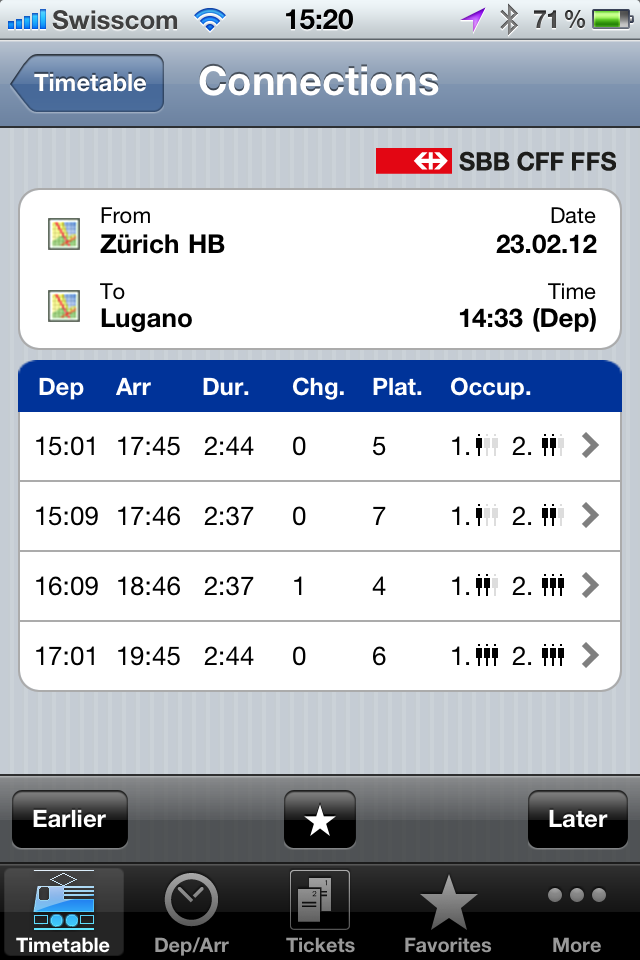 Swisscom 15:20 71 %
Timetable Connections
SBB CFF FFS
From Date
Zürich HB 23.02.12
To Time
Lugano 14:33 (Dep)
Dep Arr Dur. Chg. Plat. Occup.
15:01 17:45 2:44 0 5 1. 2.
15:09 17:46 2:37 0 7 1. 2.
16:09 18:46 2:37 1 4 1. 2.
17:01 19:45 2:44 0 6 1. 2.
Earlier Later
1
2
Timetable Dep/Arr Tickets Favorites More